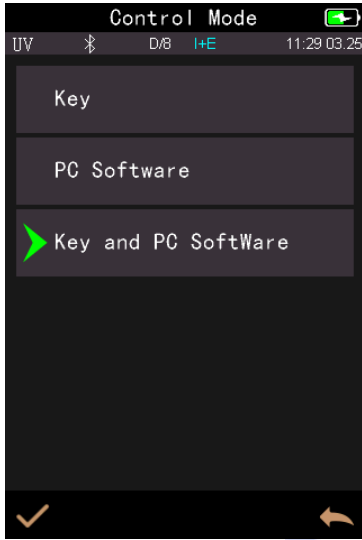 Control Mode
UV D/8 I+E 11:29 03.25
Key
PC Software
Key and PC SoftWare